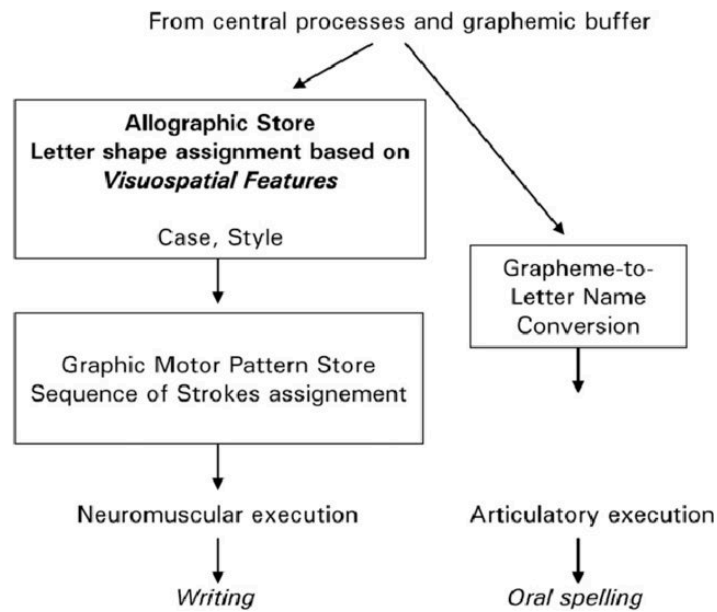 From central processes and graphemic buffer
Allographic Store
Letter shape assignment based on
Visuospatial Features
Case, Style
Grapheme-to-
Letter Name
Conversion
Graphic Motor Pattern Store
Sequence of Strokes assignement
Neuromuscular execution
Articulatory execution
Writing
Oral spelling